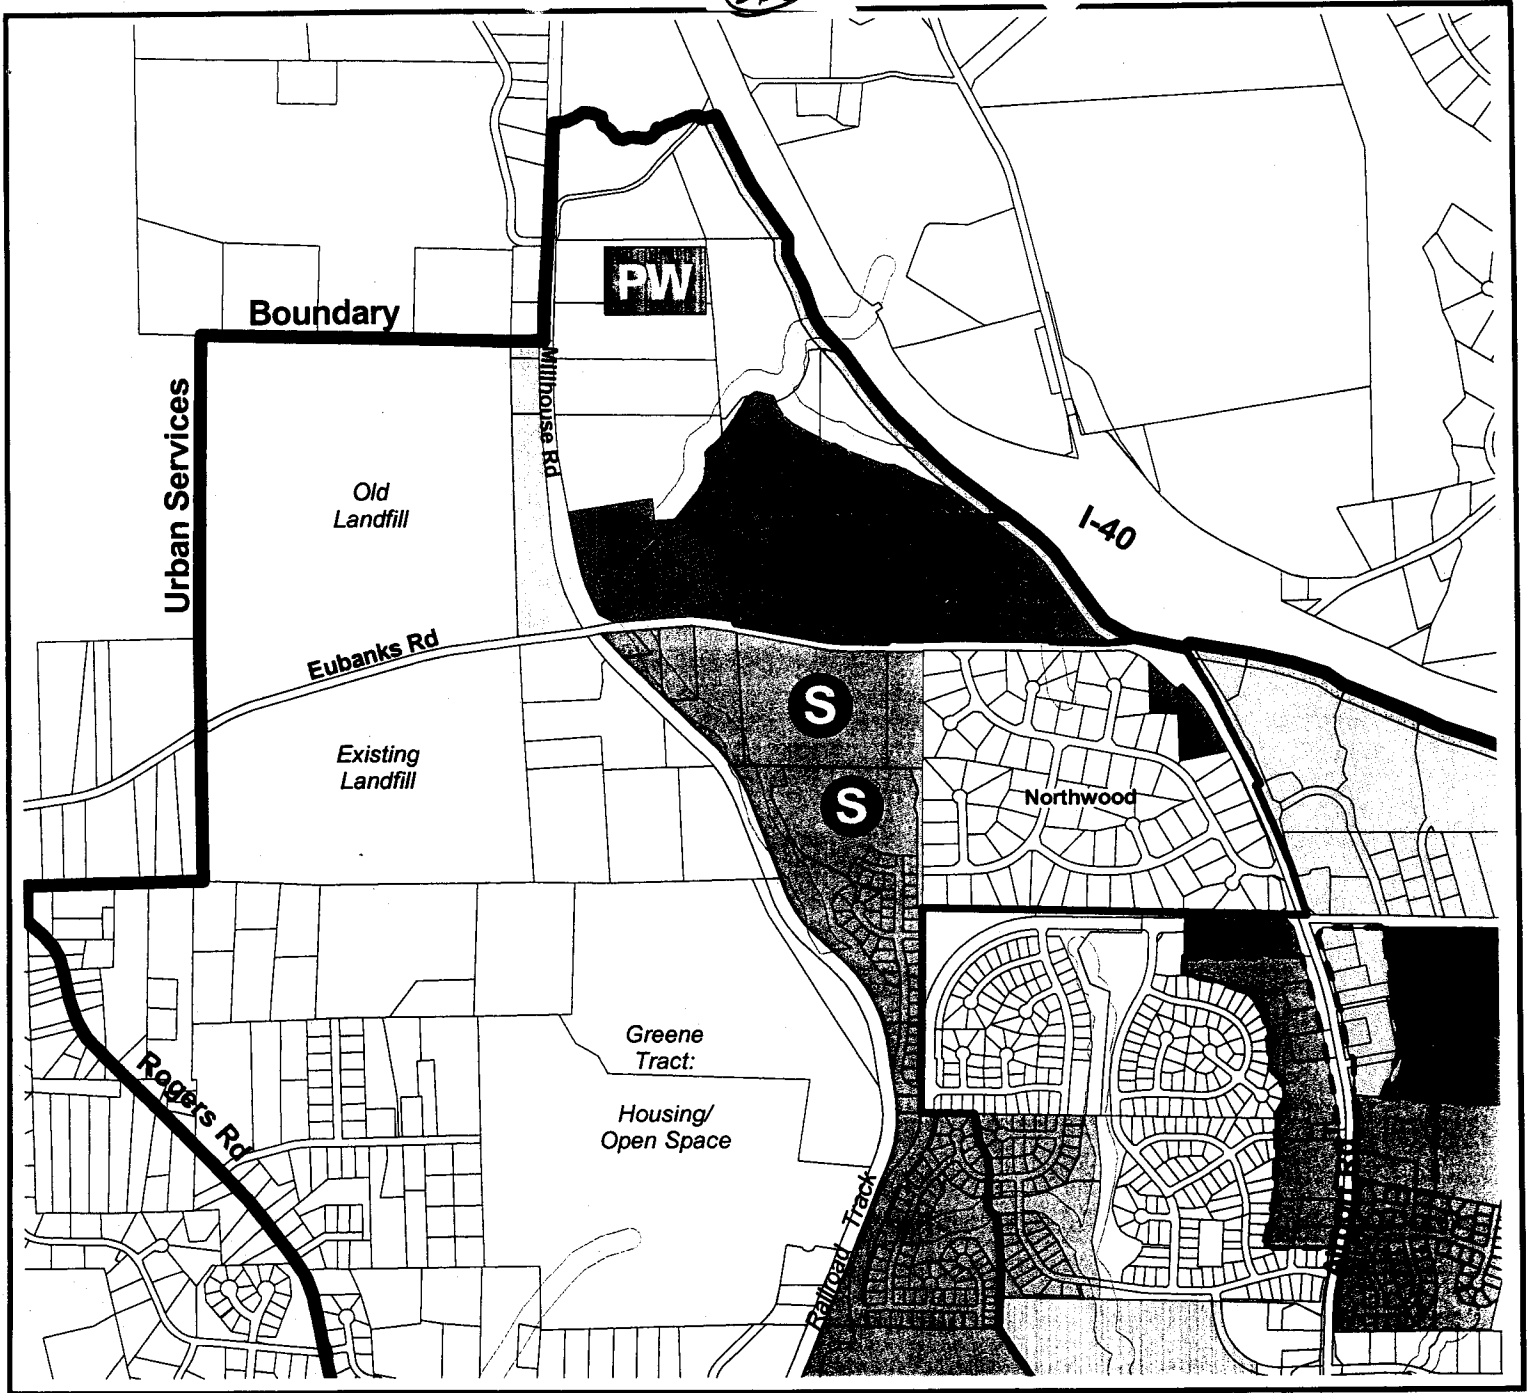 PW
Boundary
Urban Services
Millhouse Rd
Old
Landfill
I-40
Eubanks Rd
S
Existing
Landfill
S
Northwood
Greene
Tract:
Housing/
Open Space
Rogers Rd
Railroad Track
Rd